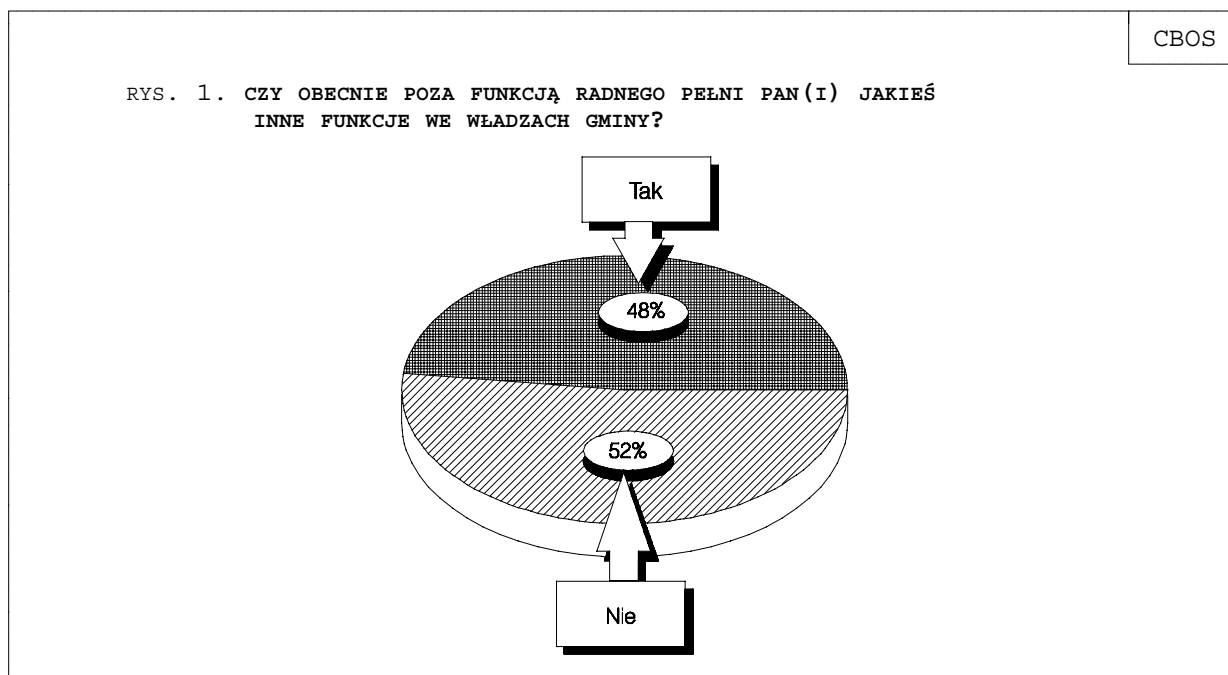 CBOS
RYS. 1. CZY OBECNIE POZA FUNKCJĄ RADNEGO PEŁNI PAN(I) JAKIEŚ
INNE FUNKCJE WE WŁADZACH GMINY?
Tak
48%
52%
Nie